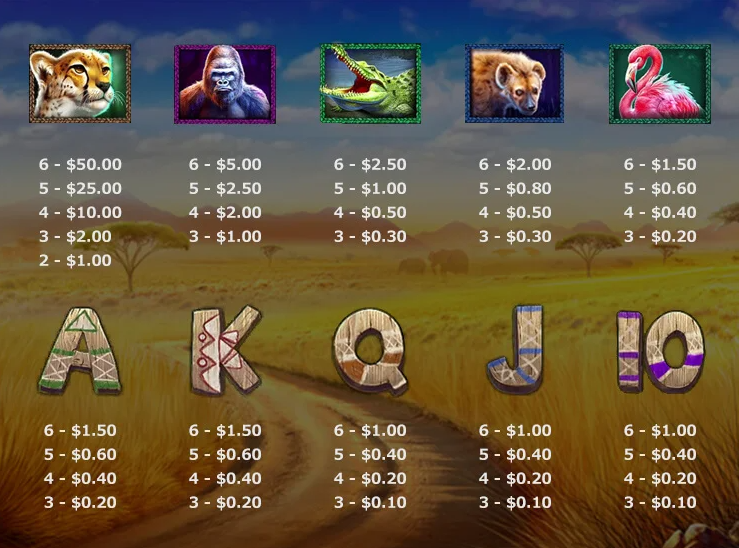 6 - $50.00
5 - $25.00
4 - $10.00
3 - $2.00
2 - $1.00
6 - $5.00
5 - $2.50
4 - $2.00
3 - $1.00
6 - $2.50
5 - $1.00
4 - $0.50
3 - $0.30
6 - $2.00
5 - $0.80
4 - $0.50
3 - $0.30
6 - $1.50
5 - $0.60
4 - $0.40
3 - $0.20
A
6 - $1.50
5 - $0.60
4 - $0.40
3 - $0.20
K
6 - $1.50
5 - $0.60
4 - $0.40
3 - $0.20
Q
6 - $1.00
5 - $0.40
4 - $0.20
3 - $0.10
J
6 - $1.00
5 - $0.40
4 - $0.20
3 - $0.10
10
6 - $1.00
5 - $0.40
4 - $0.20
3 - $0.10